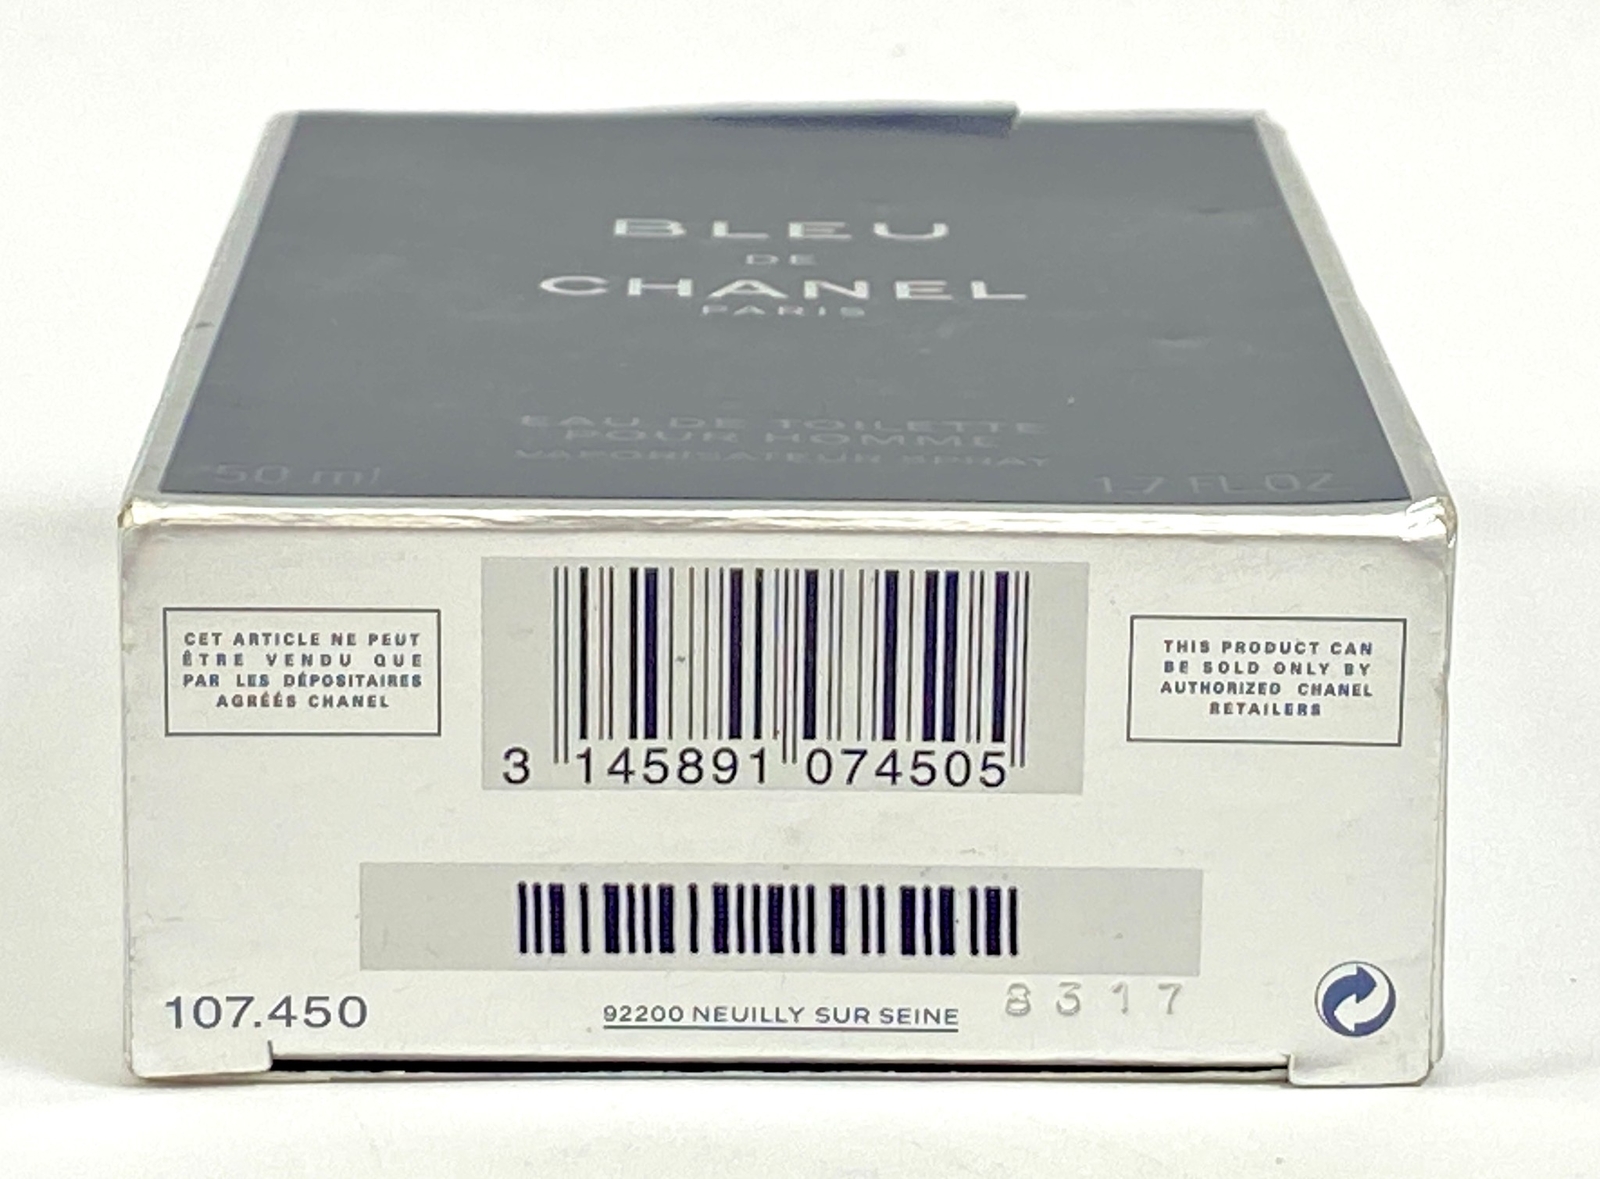 BLEU
DE
CHANEL
PARIS
EAU DE TOILETTE
POUR HOMME
VAPORISATEUR SPRAY
50 ml
1.7 FL. OZ
CET ARTICLE NE PEUT
ÊTRE VENDU QUE
PAR LES DÉPOSITAIRES
AGRÉÉS CHANEL
3 145891 074505
THIS PRODUCT CAN
BE SOLD ONLY BY
AUTHORIZED CHANEL
RETAILERS
107.450
92200 NEUILLY SUR SEINE
8317